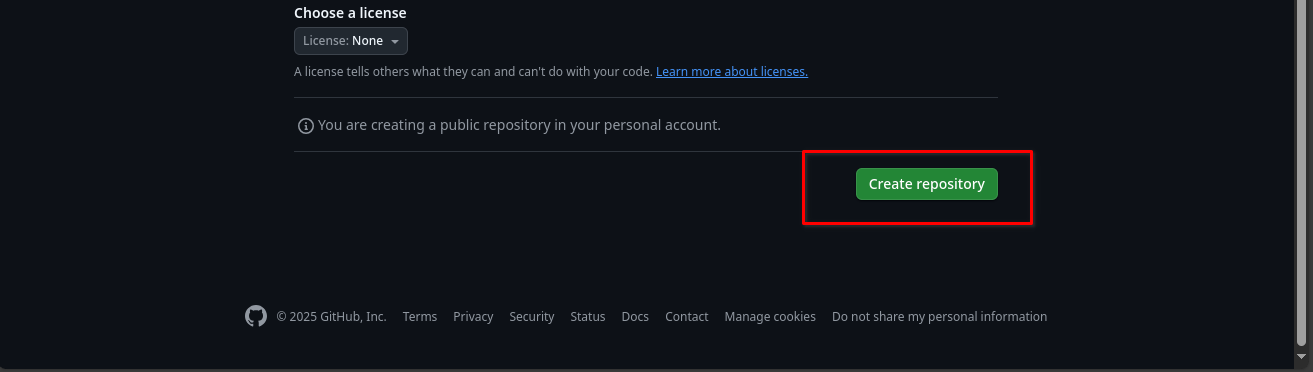 Choose a license
License: None
A license tells others what they can and can't do with your code. Learn more about licenses.
You are creating a public repository in your personal account.
Create repository
© 2025 GitHub, Inc. Terms Privacy Security Status Docs Contact Manage cookies Do not share my personal information